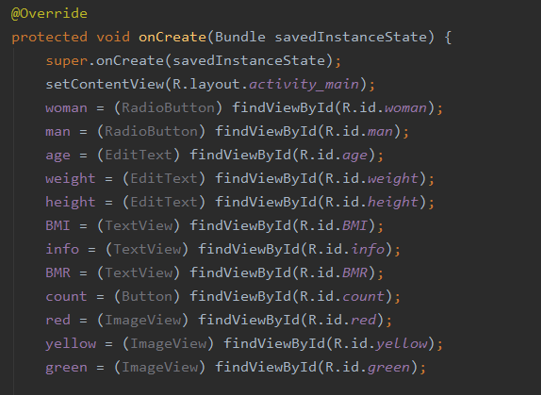 @Override
protected void onCreate(Bundle savedInstanceState) {
super.onCreate(savedInstanceState);
setContentView(R.layout.activity_main);
woman = (RadioButton) findViewById(R.id.woman);
man = (RadioButton) findViewById(R.id.man);
age = (EditText) findViewById(R.id.age);
weight = (EditText) findViewById(R.id.weight);
height = (EditText) findViewById(R.id.height);
BMI = (TextView) findViewById(R.id.BMI);
info = (TextView) findViewById(R.id.info);
BMR = (TextView) findViewById(R.id.BMR);
count = (Button) findViewById(R.id.count);
red = (ImageView) findViewById(R.id.red);
yellow = (ImageView) findViewById(R.id.yellow);
green = (ImageView) findViewById(R.id.green);